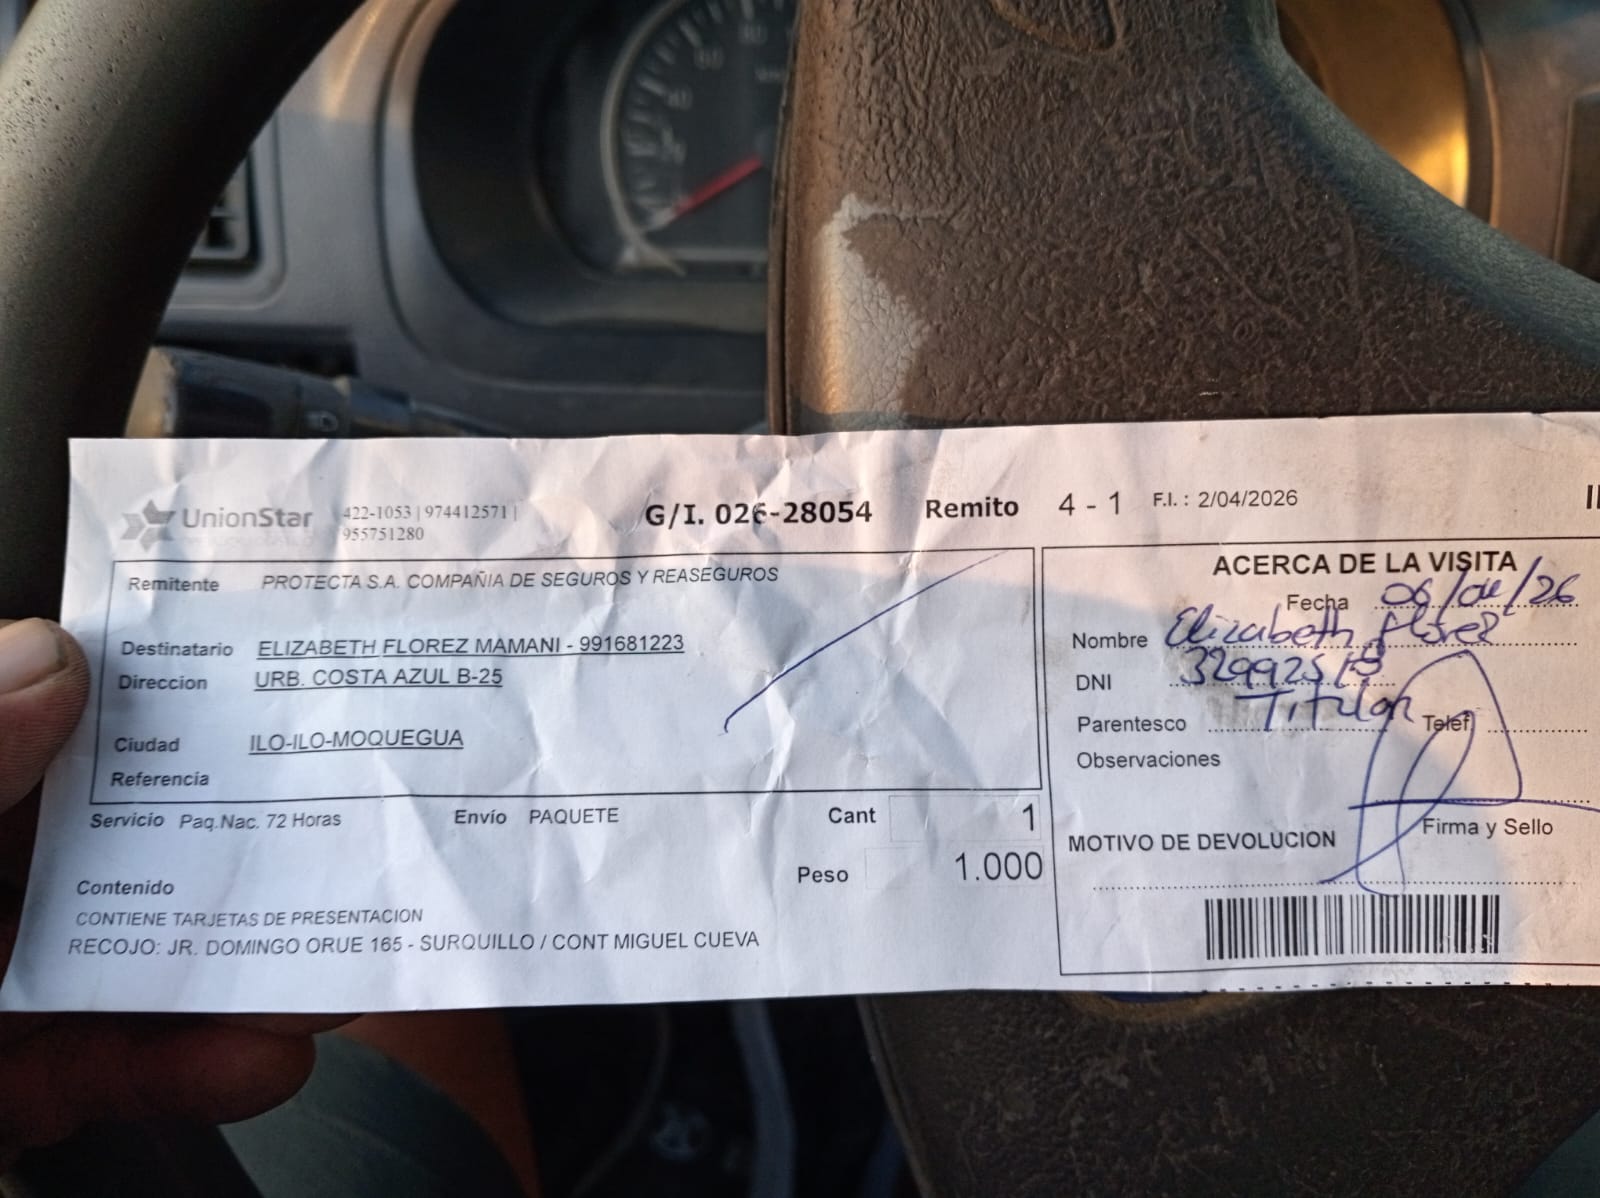 UnionStar
422-1053 | 974412571 |
955751280
G/I. 026-28054 Remito 4 - 1 F.I. : 2/04/2026
Remitente PROTECTA S.A. COMPAÑIA DE SEGUROS Y REASEGUROS
Destinatario ELIZABETH FLOREZ MAMANI - 991681223
Direccion URB. COSTA AZUL B-25
Ciudad ILO-ILO-MOQUEGUA
Referencia
Servicio Paq.Nac. 72 Horas Envío PAQUETE Cant 1
Peso 1.000
Contenido
CONTIENE TARJETAS DE PRESENTACION
RECOJO: JR. DOMINGO ORUE 165 - SURQUILLO / CONT MIGUEL CUEVA
ACERCA DE LA VISITA
Fecha 06/04/26
Nombre Elizabeth Florez
DNI
Parentesco Titular Telef
Observaciones
Firma y Sello
MOTIVO DE DEVOLUCION